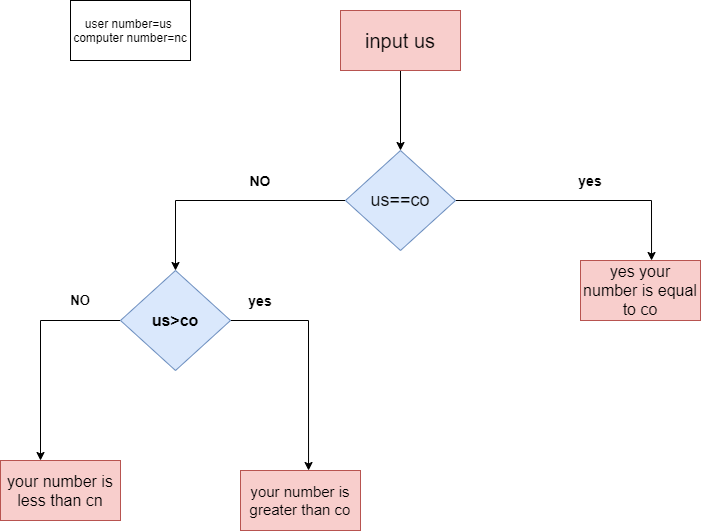 user number=us
computer number=nc
input us
NO
yes
us==co
yes your
number is equal
to co
NO
yes
us>co
your number is
less than cn
your number is
greater than co